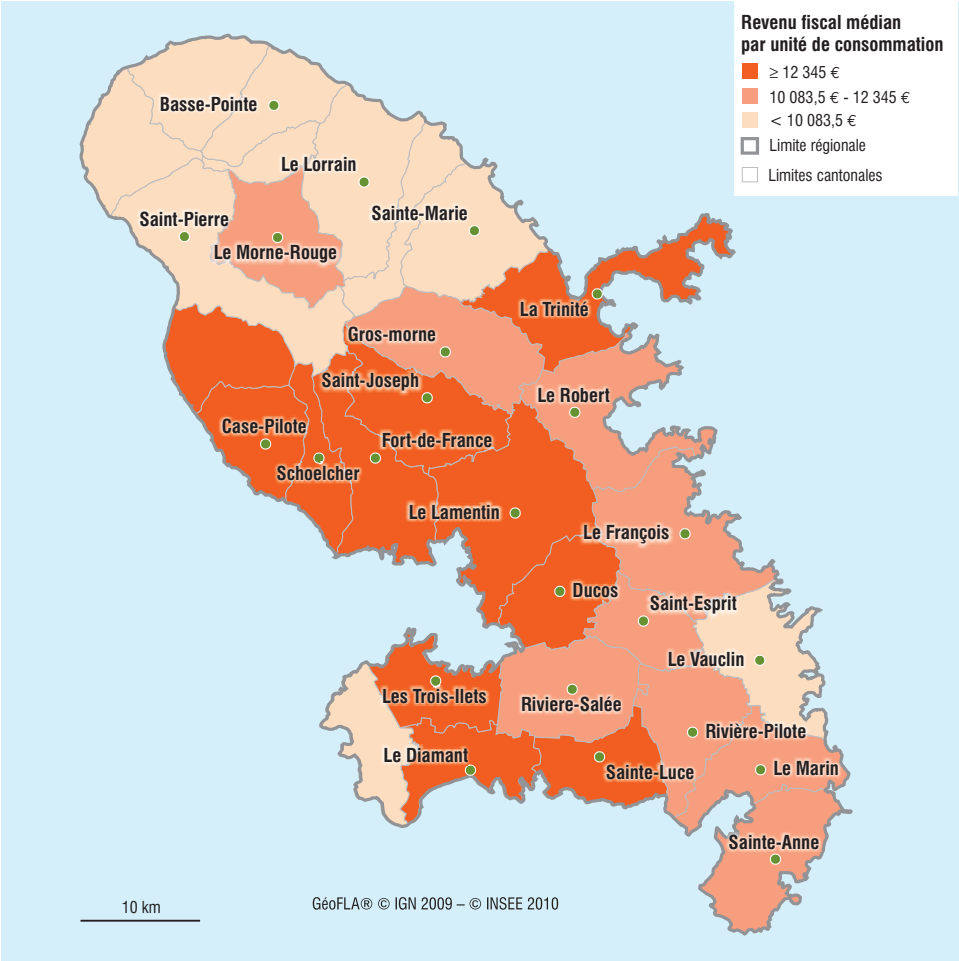 Revenu fiscal médian
par unité de consommation
≥ 12 345 €
10 083,5 € - 12 345 €
< 10 083,5 €
Limite régionale
Limites cantonales
Basse-Pointe
Le Lorrain
Saint-Pierre
Sainte-Marie
Le Morne-Rouge
La Trinité
Gros-morne
Saint-Joseph
Le Robert
Case-Pilote
Fort-de-France
Schoelcher
Le Lamentin
Le François
Ducos
Saint-Esprit
Le Vauclin
Les Trois-Ilets
Riviere-Salée
Rivière-Pilote
Le Diamant
Sainte-Luce
Le Marin
Sainte-Anne
10 km
GéoFLA® © IGN 2009 – © INSEE 2010